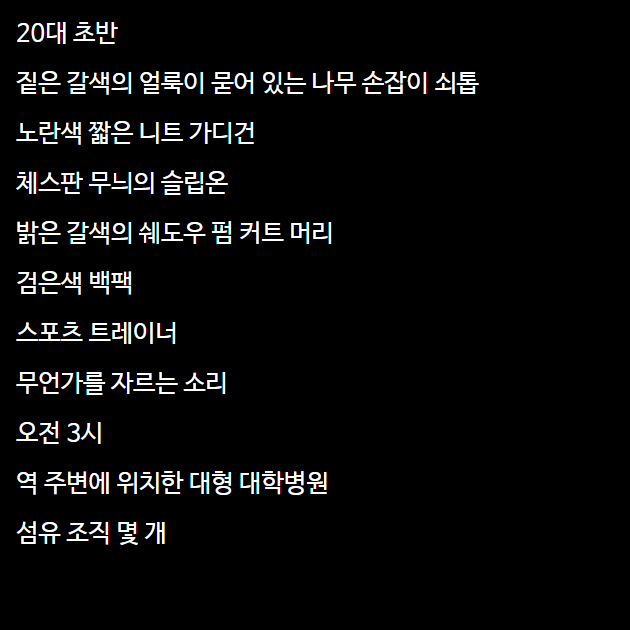 20대 초반
짙은 갈색의 얼룩이 묻어 있는 나무 손잡이 쇠톱
노란색 짧은 니트 가디건
체스판 무늬의 슬립온
밝은 갈색의 쉐도우 펌 커트 머리
검은색 백팩
스포츠 트레이너
무언가를 자르는 소리
오전 3시
역 주변에 위치한 대형 대학병원
섬유 조직 몇 개